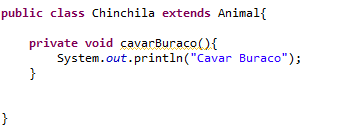 public class Chinchila extends Animal{
private void cavarBuraco(){
System.out.println("Cavar Buraco");
}
}